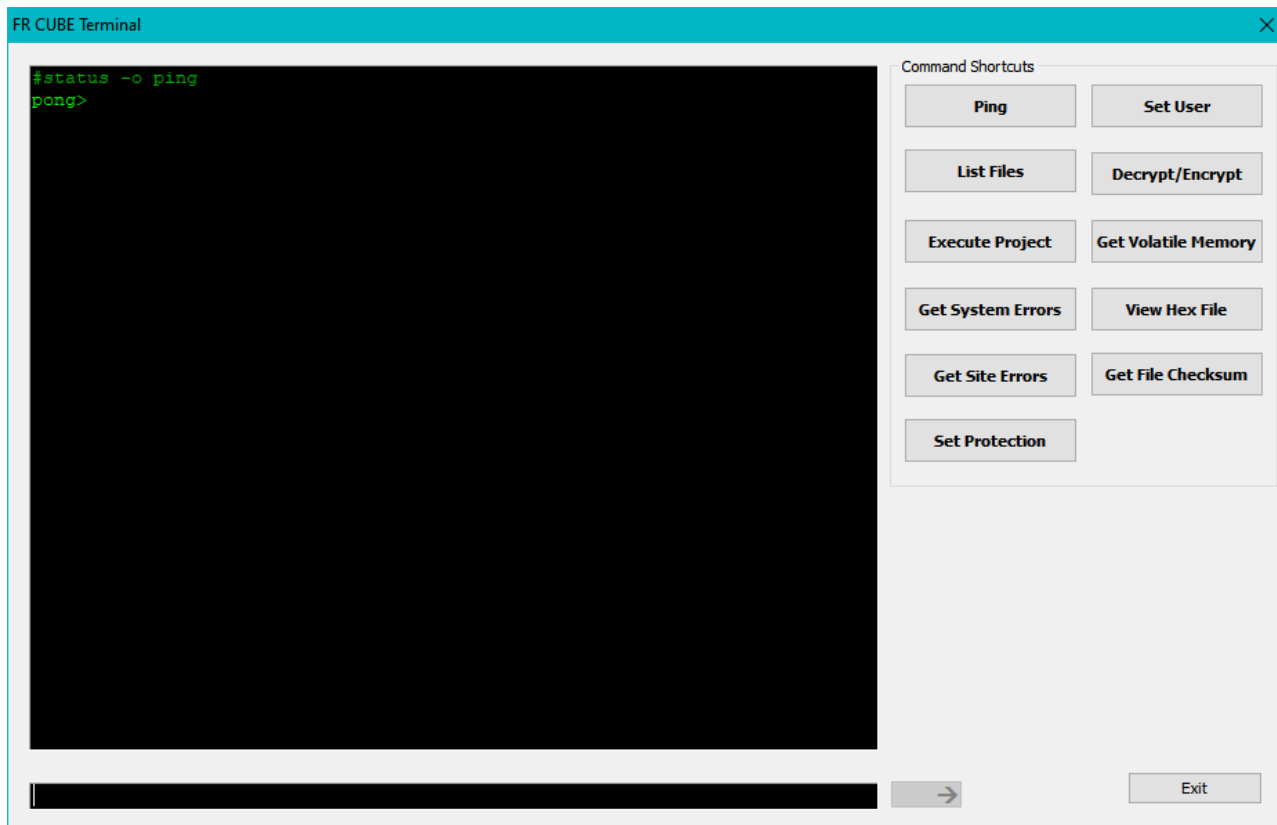 FR CUBE Terminal
#status -o ping
pong>
Command Shortcuts
Ping
Set User
List Files
Decrypt/Encrypt
Execute Project
Get Volatile Memory
Get System Errors
View Hex File
Get Site Errors
Get File Checksum
Set Protection
Exit